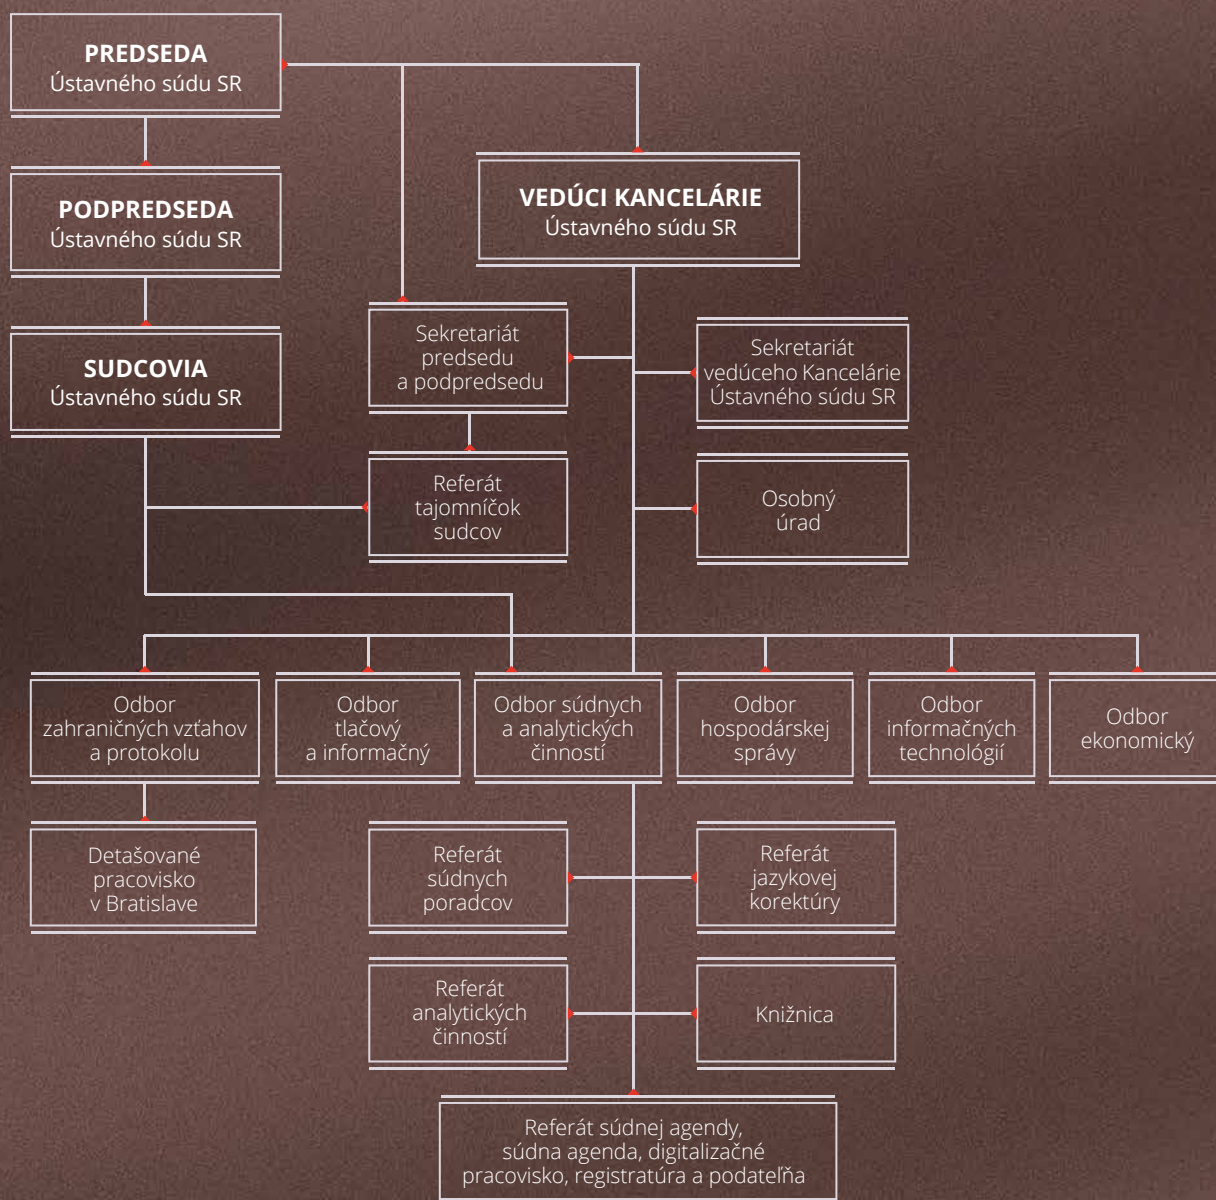 PREDSEDA
Ústavného súdu SR
PODPREDSEDA
Ústavného súdu SR
VEDÚCI KANCELÁRIE
Ústavného súdu SR
SUDCOVIA
Ústavného súdu SR
Sekretariát
predsedu
a podpredsedu
Sekretariát
vedúceho Kancelárie
Ústavného súdu SR
Referát
tajomníčok
sudcov
Osobný
úrad
Odbor
zahraničných vzťahov
a protokolu
Odbor
tlačový
a informačný
Odbor súdnych
a analytických
činností
Odbor
hospodárskej
správy
Odbor
informačných
technológií
Odbor
ekonomický
Detašované
pracovisko
v Bratislave
Referát
súdnych
poradcov
Referát
jazykovej
korektúry
Referát
analytických
činností
Knižnica
Referát súdnej agendy,
súdna agenda, digitalizačné
pracovisko, registratúra a podateľňa